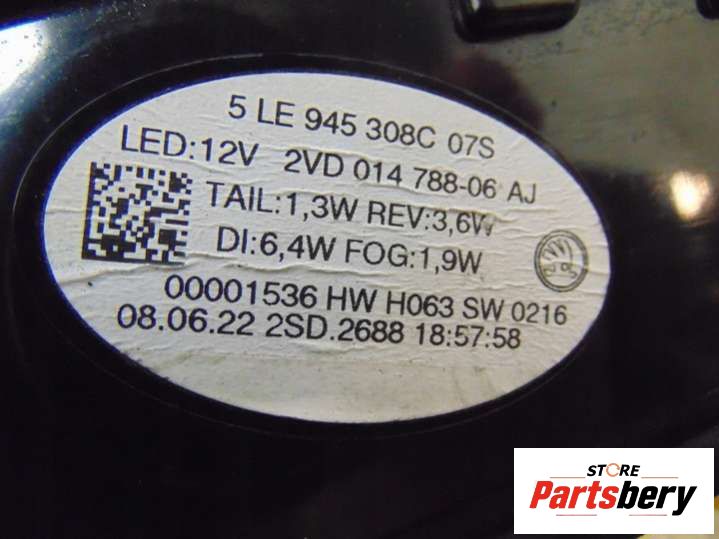 5 LE 945 308C 07S
LED:12V 2VD 014 788-06 AJ
TAIL:1,3W REV:3,6W
DI:6,4W FOG:1,9W
00001536 HW H063 SW 0216
08.06.22 2SD.2688 18:57:58
STORE
Partsbery